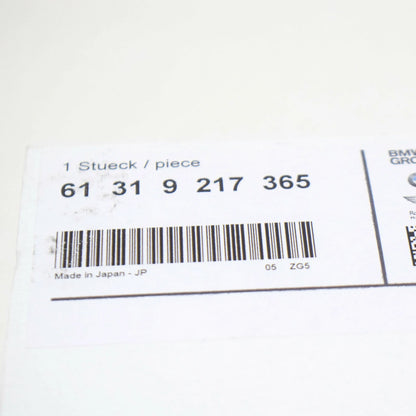 1 Stueck / piece
61 31 9 217 365
Made in Japan - JP
05 ZG5
BMW
GRO